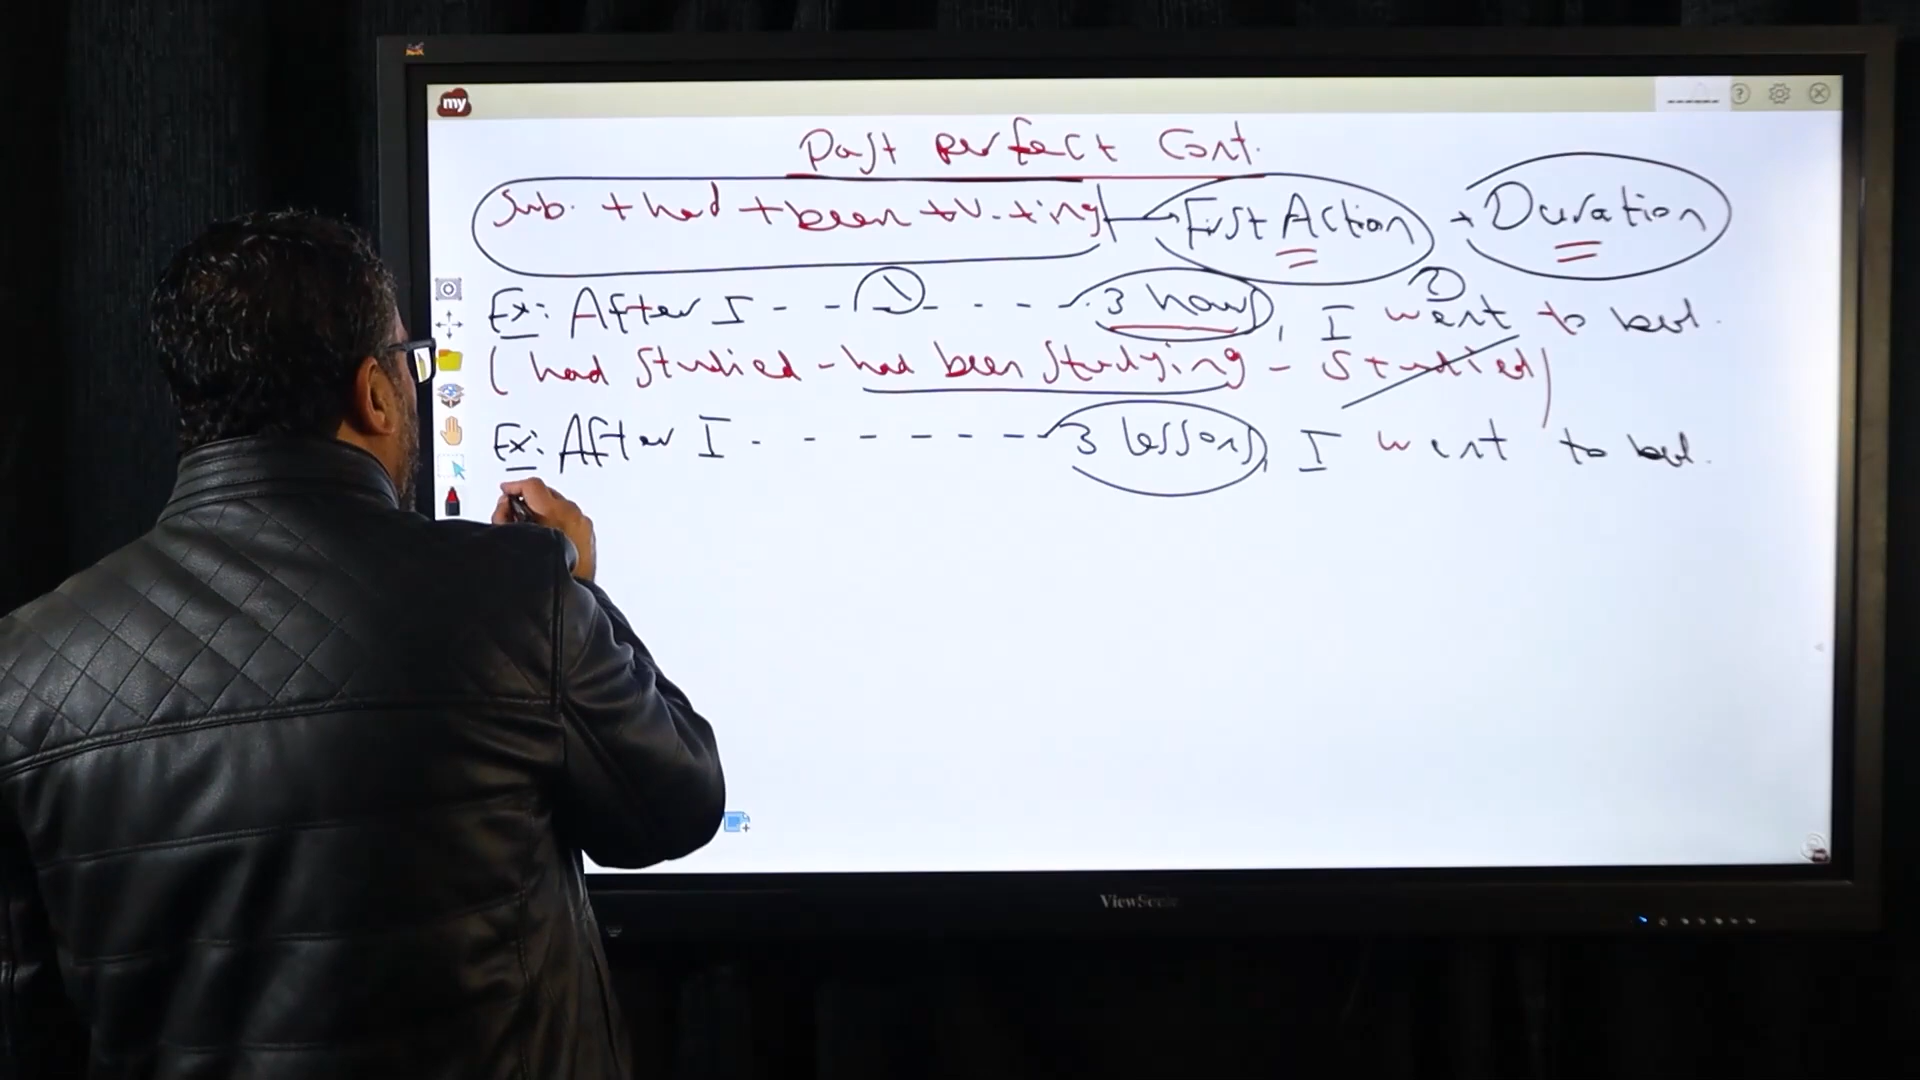 my
Past perfect Cont.
Sub. + had + been + V. + ing → First Action + Duration
Ex: After I - - 1 - - - - 3 hours, I went 2 to bed.
( had studied - had been studying - studied )
Ex: After I - - - - - - - 3 lessons, I went to bed.
ViewSonic